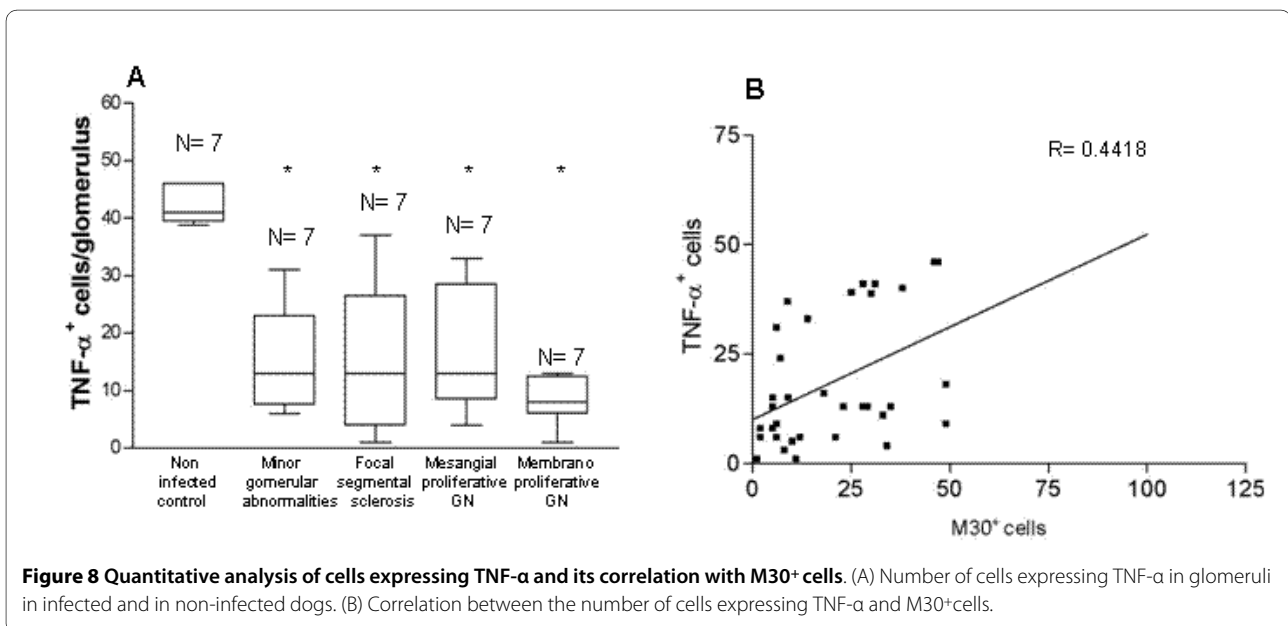 A
60
50
40
30
20
10
0
TNF-α⁺ cells/glomerulus
N= 7
*
N= 7
*
N= 7
*
N= 7
*
N= 7
Non
infected
control
Minor
gomerular
abnormalities
Focal
segmental
sclerosis
Mesangial
proliferative
GN
Membrano
proliferative
GN
B
R= 0.4418
75
50
25
0
TNF-α⁺ cells
0 25 50 75 100 125
M30⁺ cells
Figure 8 Quantitative analysis of cells expressing TNF-α and its correlation with M30⁺ cells. (A) Number of cells expressing TNF-α in glomeruli
in infected and in non-infected dogs. (B) Correlation between the number of cells expressing TNF-α and M30⁺cells.